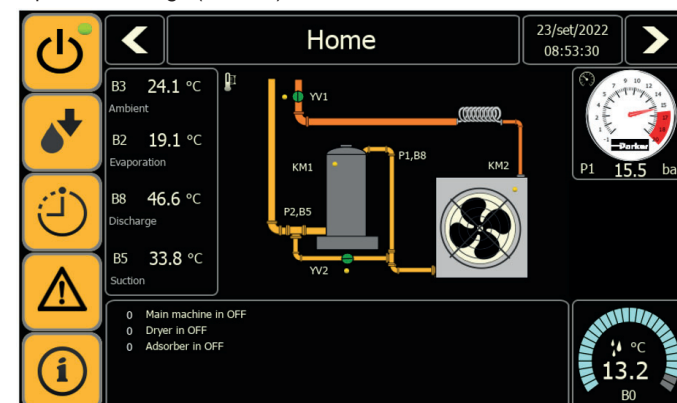 Home
23/set/2022
08:53:30
B3 24.1 °C
Ambient
B2 19.1 °C
Evaporation
B8 46.6 °C
Discharge
B5 33.8 °C
Suction
YV1
KM1
P1,B8
KM2
P2,B5
YV2
Parker
P1 15.5 ba
0 Main machine in OFF
0 Dryer in OFF
0 Adsorber in OFF
°C
13.2
B0